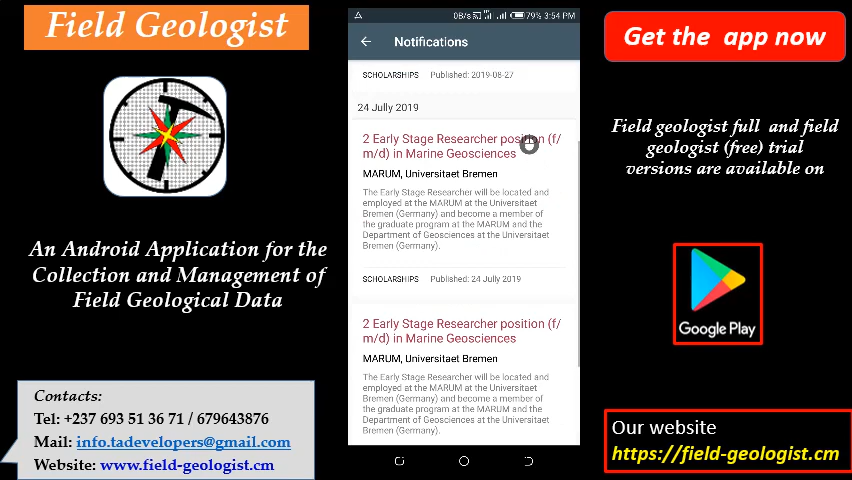 Field Geologist
An Android Application for the
Collection and Management of
Field Geological Data
Contacts:
Tel: +237 693 51 36 71 / 679643876
Mail: info.tadevelopers@gmail.com
Website: www.field-geologist.cm
0B/s 79% 3:54 PM
Notifications
SCHOLARSHIPS Published: 2019-08-27
24 Jully 2019
2 Early Stage Researcher position (f/
m/d) in Marine Geosciences
MARUM, Universitaet Bremen
The Early Stage Researcher will be located and
employed at the MARUM at the Universitaet
Bremen (Germany) and become a member of
the graduate program at the MARUM and the
Department of Geosciences at the Universitaet
Bremen (Germany).
SCHOLARSHIPS Published: 24 Jully 2019
2 Early Stage Researcher position (f/
m/d) in Marine Geosciences
MARUM, Universitaet Bremen
The Early Stage Researcher will be located and
employed at the MARUM at the Universitaet
Bremen (Germany) and become a member of
the graduate program at the MARUM and the
Department of Geosciences at the Universitaet
Bremen (Germany).
Get the app now
Field geologist full and field
geologist (free) trial
versions are available on
Google Play
Our website
https://field-geologist.cm